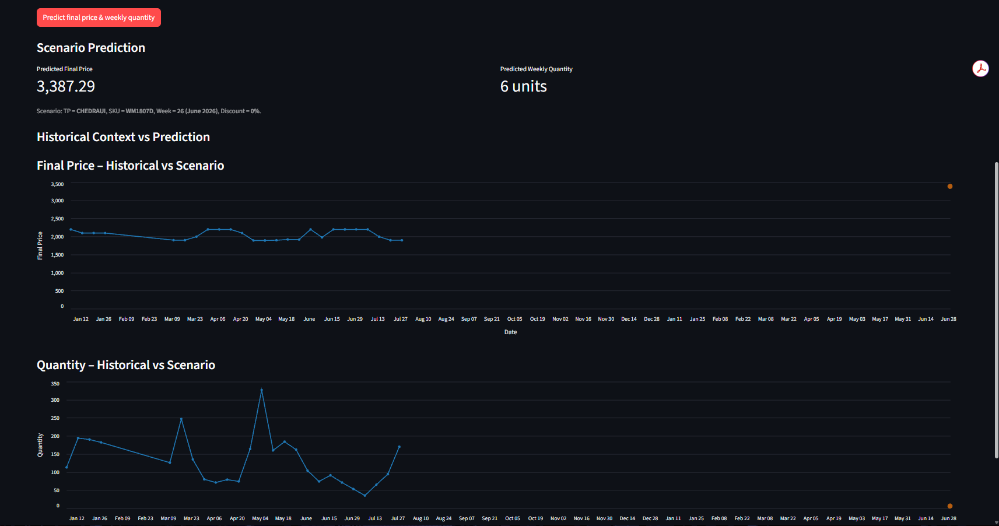 Predict final price & weekly quantity
Scenario Prediction
Predicted Final Price
3,387.29
Predicted Weekly Quantity
6 units
Scenario: TP = CHEDRAUI, SKU = WM1807D, Week = 26 (June 2026), Discount = 0%.
Historical Context vs Prediction
Final Price – Historical vs Scenario
3,500
3,000
2,500
2,000
1,500
1,000
500
0
Final Price
Jan 12 Jan 26 Feb 09 Feb 23 Mar 09 Mar 23 Apr 06 Apr 20 May 04 May 18 June Jun 15 Jun 29 Jul 13 Jul 27 Aug 10 Aug 24 Sep 07 Sep 21 Oct 05 Oct 19 Nov 02 Nov 16 Nov 30 Dec 14 Dec 28 Jan 11 Jan 25 Feb 08 Feb 22 Mar 08 Mar 22 Apr 05 Apr 19 May 03 May 17 May 31 Jun 14 Jun 28
Date
Quantity – Historical vs Scenario
350
300
250
200
150
100
50
0
Quantity
Jan 12 Jan 26 Feb 09 Feb 23 Mar 09 Mar 23 Apr 06 Apr 20 May 04 May 18 June Jun 15 Jun 29 Jul 13 Jul 27 Aug 10 Aug 24 Sep 07 Sep 21 Oct 05 Oct 19 Nov 02 Nov 16 Nov 30 Dec 14 Dec 28 Jan 11 Jan 25 Feb 08 Feb 22 Mar 08 Mar 22 Apr 05 Apr 19 May 03 May 17 May 31 Jun 14 Jun 28